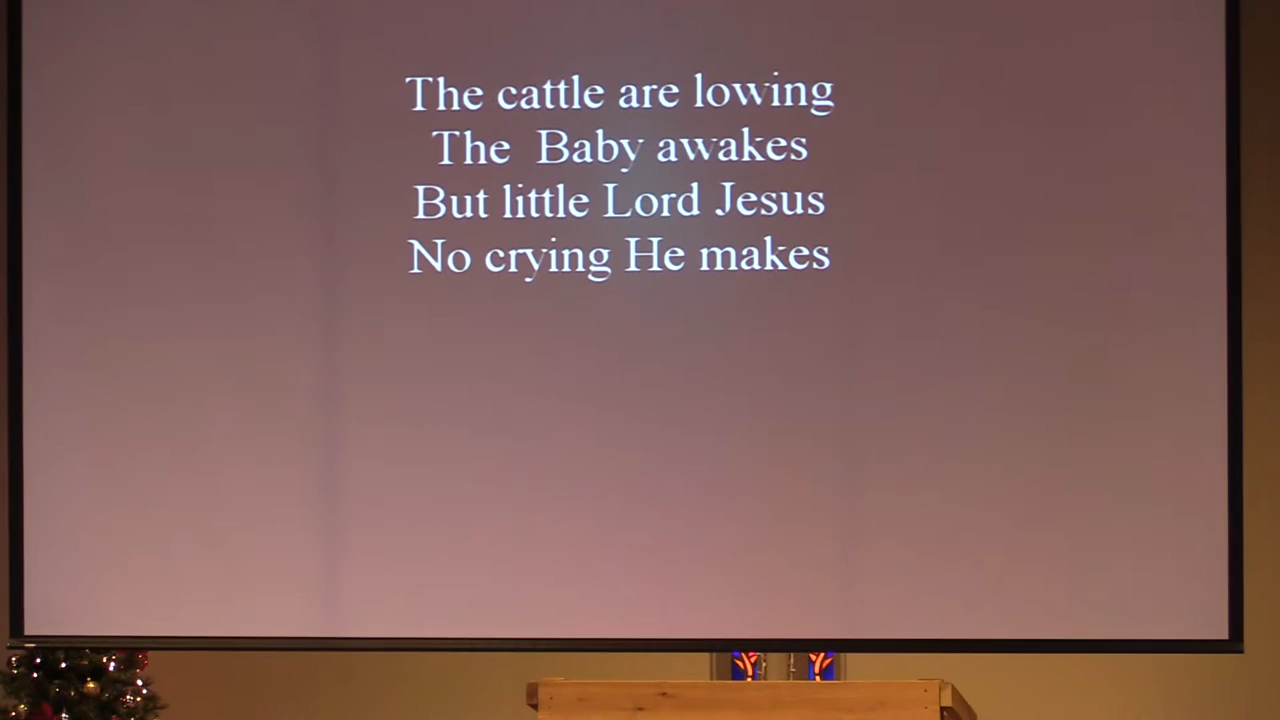 The cattle are lowing
The  Baby awakes
But little Lord Jesus
No crying He makes